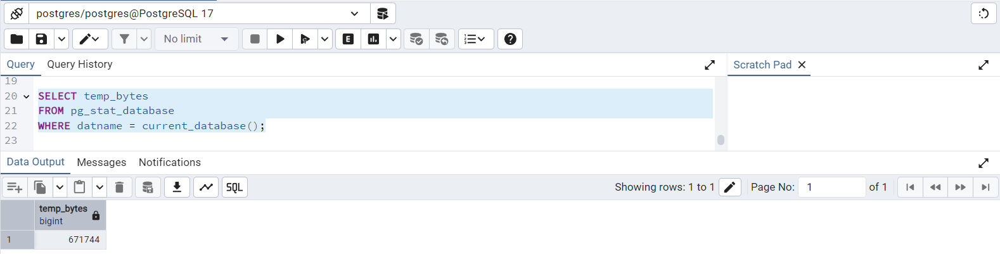 postgres/postgres@PostgreSQL 17
No limit
E
Query Query History
Scratch Pad
19
20 SELECT temp_bytes
21 FROM pg_stat_database
22 WHERE datname = current_database();
23
Data Output Messages Notifications
SQL Showing rows: 1 to 1 Page No: 1 of 1
temp_bytes
bigint
1 671744